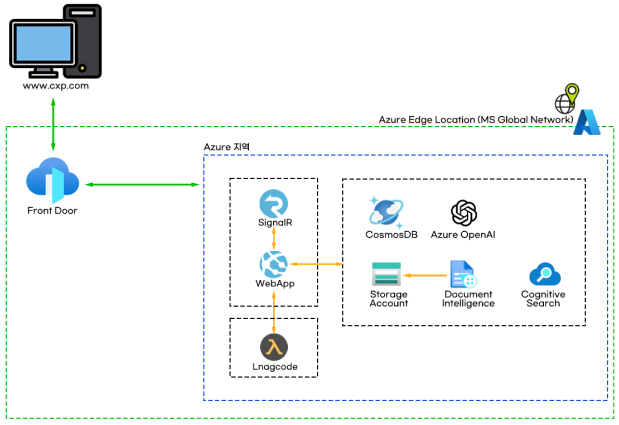 www.cxp.com
Azure Edge Location (MS Global Network)
Azure 지역
Front Door
SignalR
WebApp
Lnagcode
CosmosDB
Azure OpenAI
Storage
Account
Document
Intelligence
Cognitive
Search